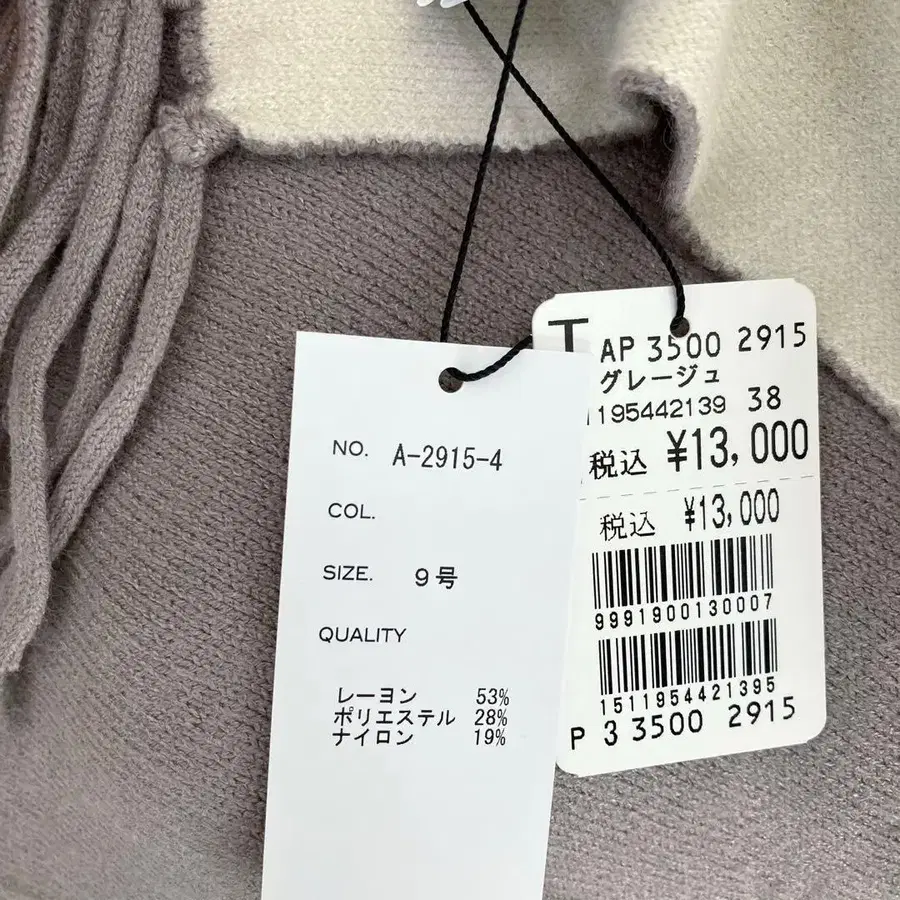 NO. A-2915-4
COL.
SIZE. 9号
QUALITY
レーヨン 53%
ポリエステル 28%
ナイロン 19%
T
AP 3500 2915
グレージュ
1195442139 38
税込 ¥13,000
税込 ¥13,000
9991900130007
1511954421395
P 3 3500 2915